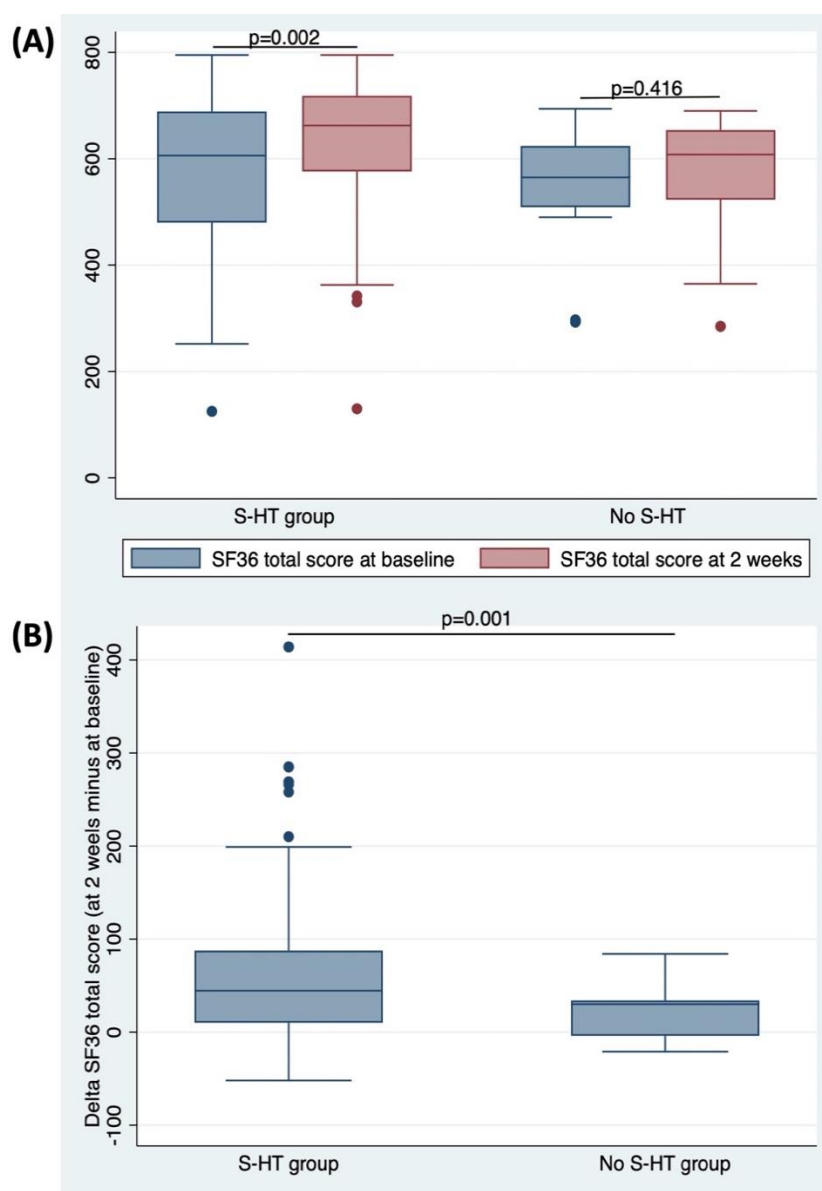 (A)
p=0.002
p=0.416
800
600
400
200
0
S-HT group
No S-HT
SF36 total score at baseline
SF36 total score at 2 weeks
(B)
p=0.001
Delta SF36 total score (at 2 weels minus at baseline)
400
300
200
100
0
-100
S-HT group
No S-HT group